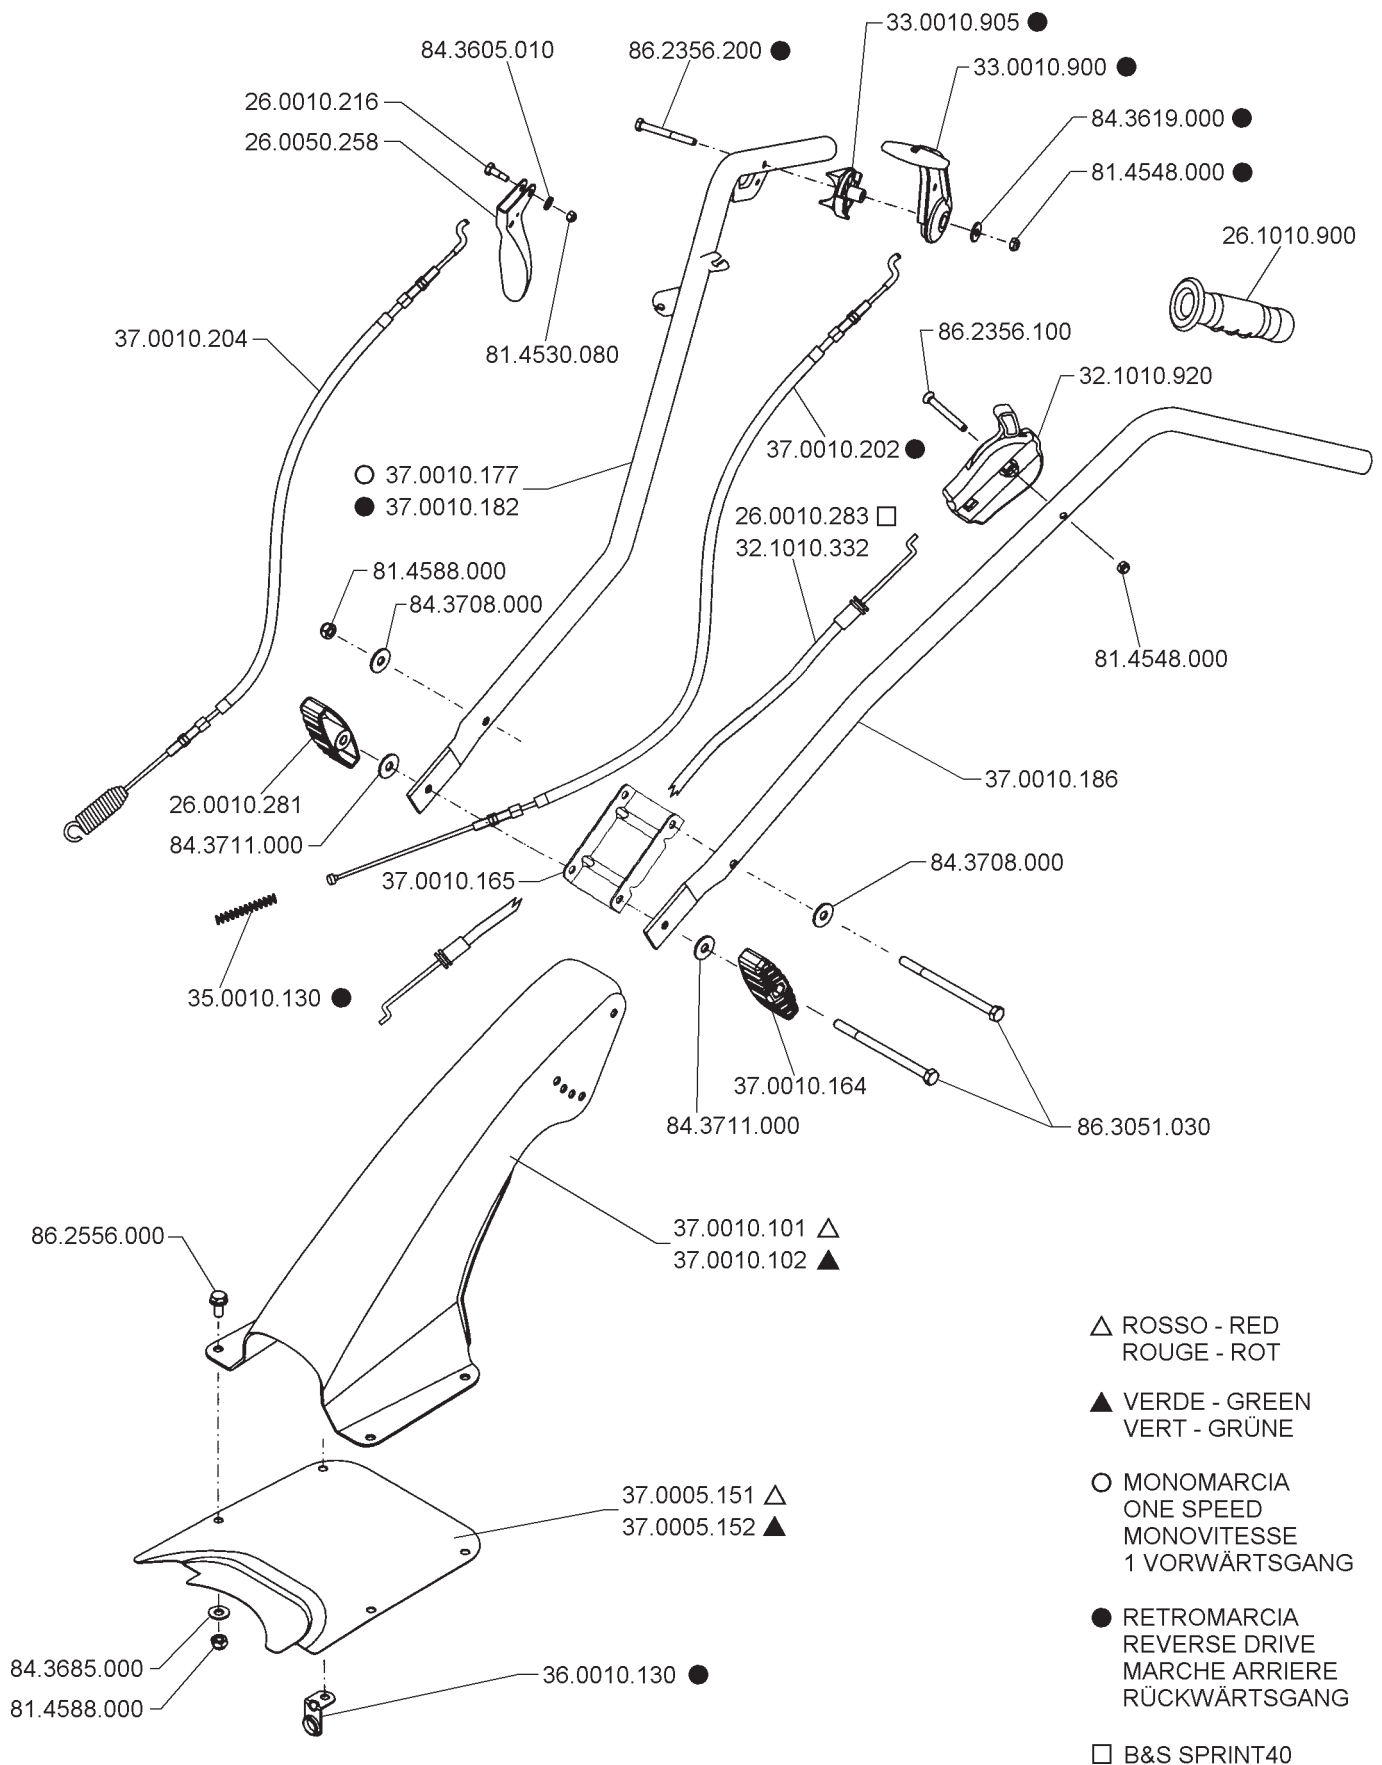 33.0010.905 ●
84.3605.010
86.2356.200 ●
33.0010.900 ●
26.0010.216
84.3619.000 ●
26.0050.258
81.4548.000 ●
26.1010.900
37.0010.204
86.2356.100
81.4530.080
32.1010.920
37.0010.202 ●
○ 37.0010.177
● 37.0010.182
26.0010.283 □
32.1010.332
81.4588.000
84.3708.000
81.4548.000
37.0010.186
26.0010.281
84.3711.000
84.3708.000
37.0010.165
35.0010.130 ●
37.0010.164
84.3711.000
86.3051.030
37.0010.101 △
37.0010.102 ▲
86.2556.000
△ ROSSO - RED
ROUGE - ROT
▲ VERDE - GREEN
VERT - GRÜNE
37.0005.151 △
37.0005.152 ▲
○ MONOMARCIA
ONE SPEED
MONOVITESSE
1 VORWÄRTSGANG
● RETROMARCIA
REVERSE DRIVE
MARCHE ARRIERE
RÜCKWÄRTSGANG
84.3685.000
81.4588.000
36.0010.130 ●
□ B&S SPRINT40